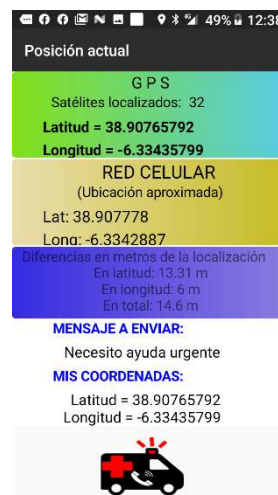 49% 12:38
Posición actual
G P S
Satélites localizados: 32
Latitud = 38.90765792
Longitud = -6.33435799
RED CELULAR
(Ubicación aproximada)
Lat: 38.907778
Long: -6.3342887
Diferencias en metros de la localización
En latitud: 13.31 m
En longitud: 6 m
En total: 14.6 m
MENSAJE A ENVIAR:
Necesito ayuda urgente
MIS COORDENADAS:
Latitud = 38.90765792
Longitud = -6.33435799